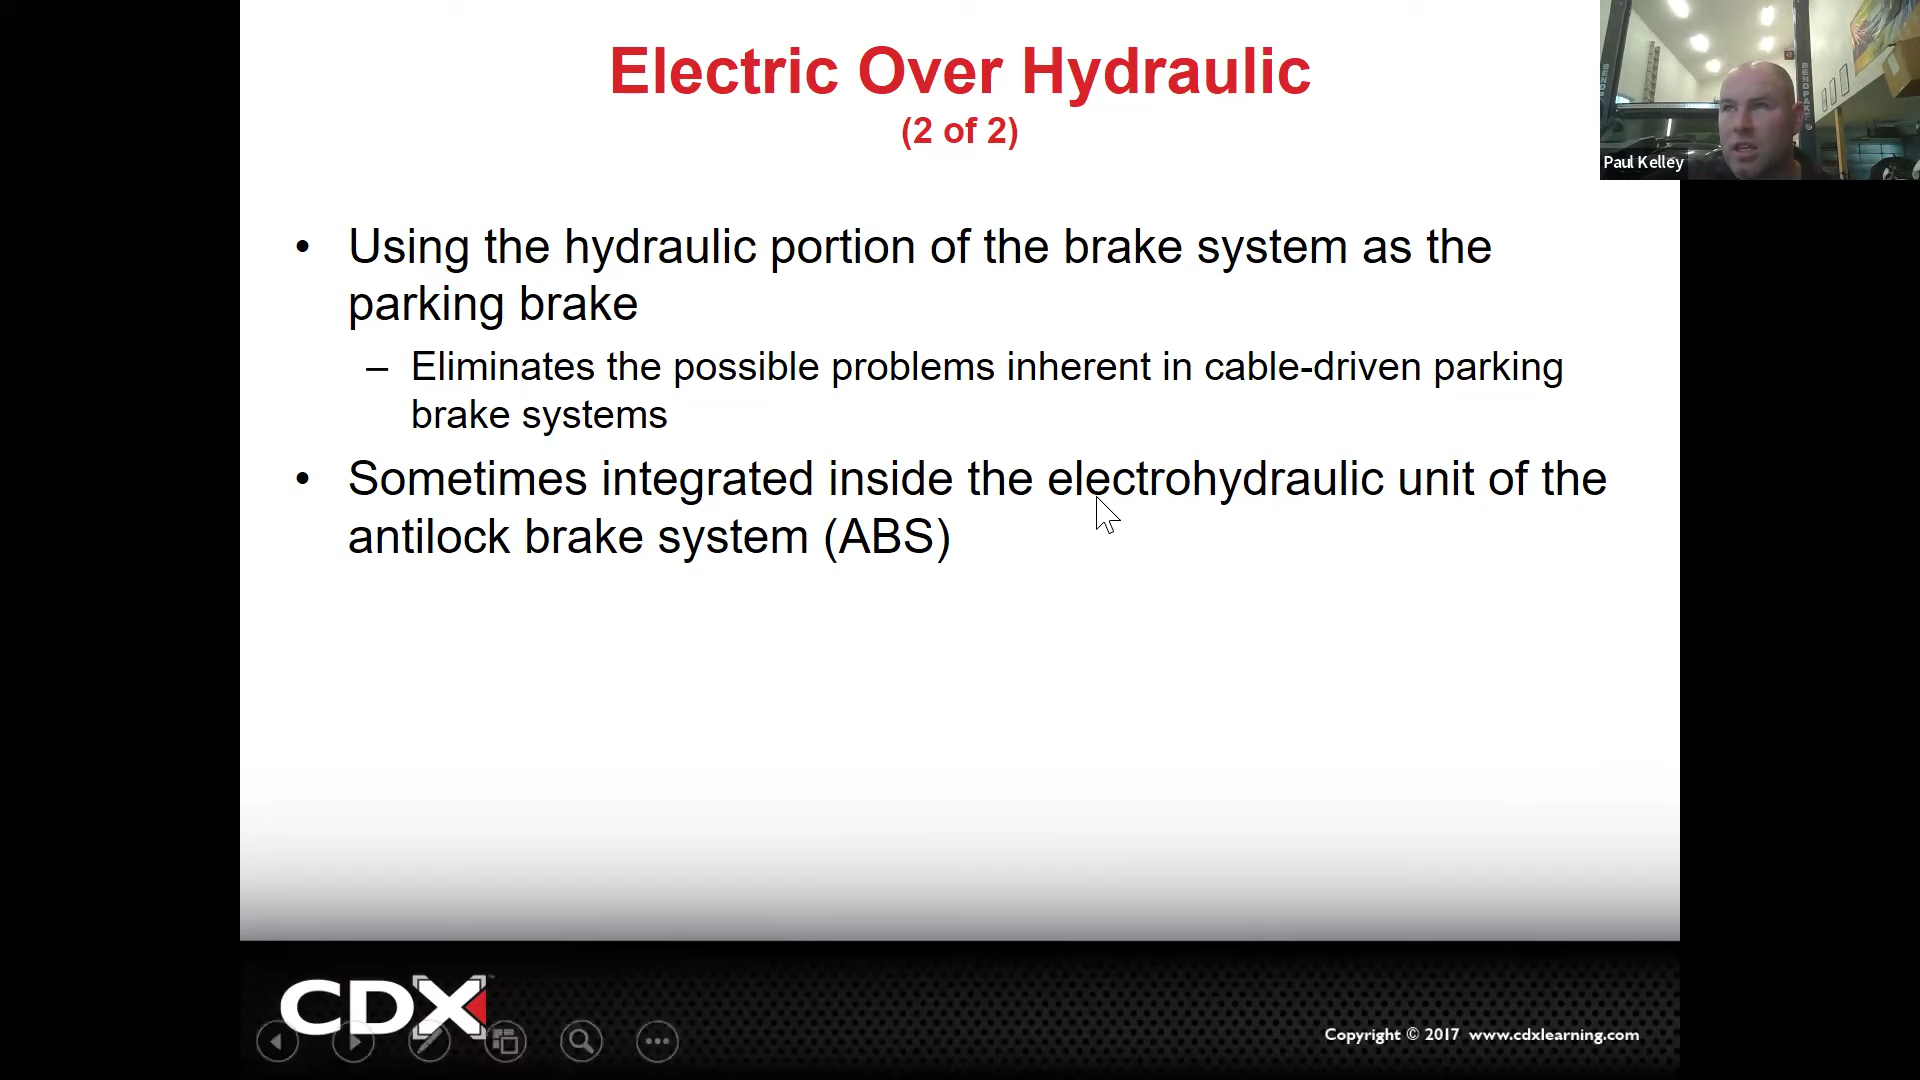 Electric Over Hydraulic
(2 of 2)
BENDPAK
Paul Kelley
• Using the hydraulic portion of the brake system as the
parking brake
– Eliminates the possible problems inherent in cable-driven parking
brake systems
• Sometimes integrated inside the electrohydraulic unit of the
antilock brake system (ABS)
CDX™
Copyright © 2017 www.cdxlearning.com